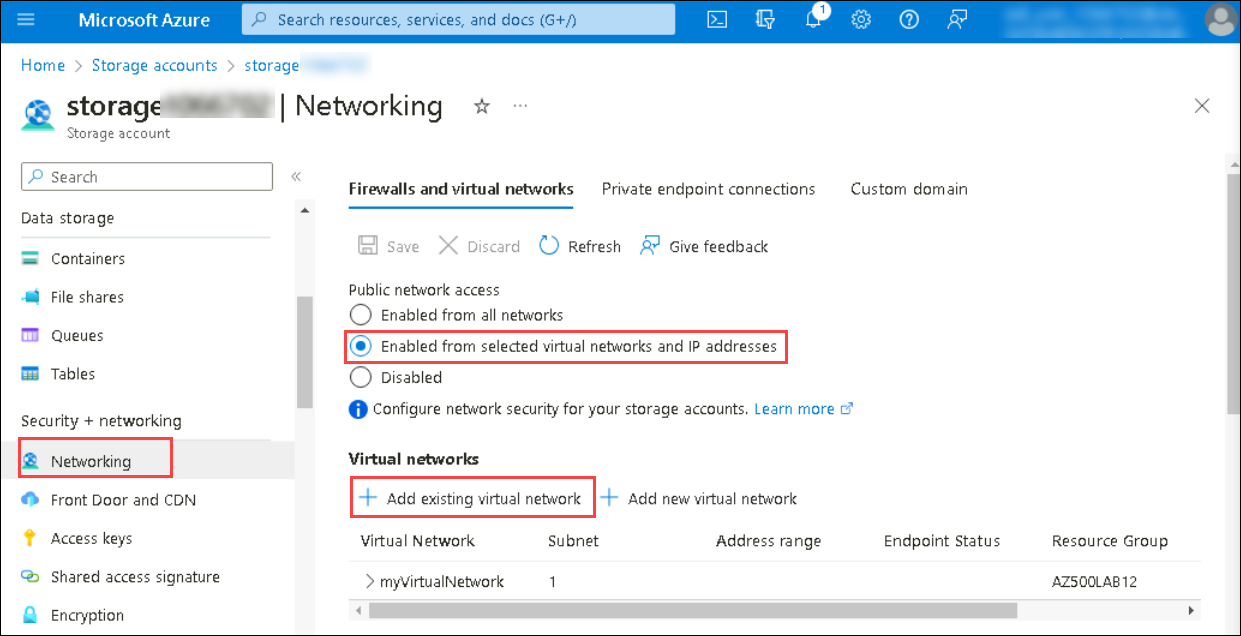 Microsoft Azure
Search resources, services, and docs (G+/)
1
Home > Storage accounts > storage
storage | Networking
Storage account
Search
«
Data storage
Containers
File shares
Queues
Tables
Security + networking
Networking
Front Door and CDN
Access keys
Shared access signature
Encryption
Firewalls and virtual networks Private endpoint connections Custom domain
Save Discard Refresh Give feedback
Public network access
Enabled from all networks
Enabled from selected virtual networks and IP addresses
Disabled
Configure network security for your storage accounts. Learn more
Virtual networks
+ Add existing virtual network + Add new virtual network
Virtual Network Subnet Address range Endpoint Status Resource Group
> myVirtualNetwork 1 AZ500LAB12